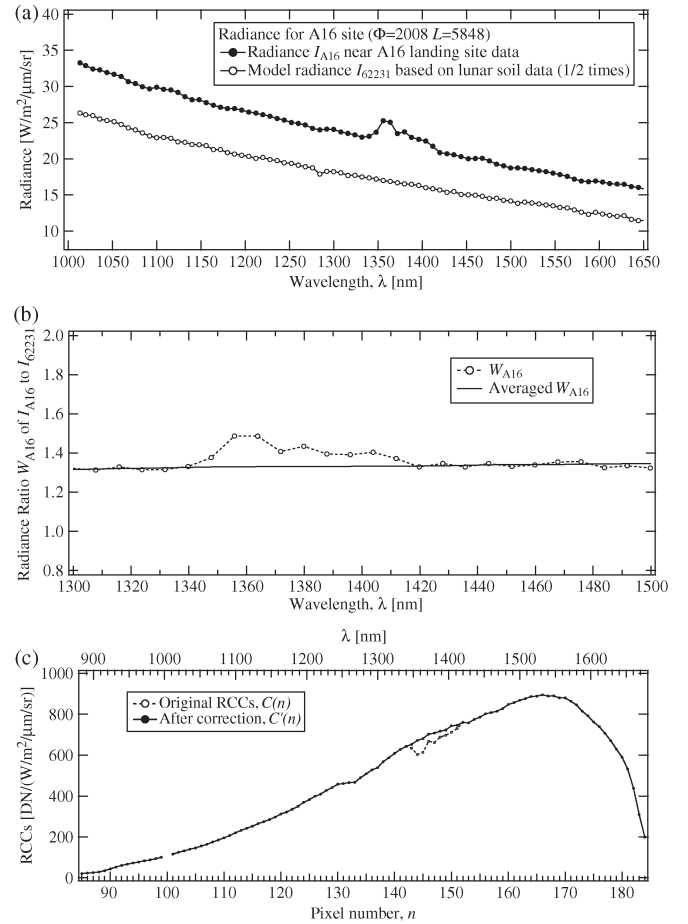 (a)
Radiance for A16 site (Φ=2008 L=5848)
Radiance I_A16 near A16 landing site data
Model radiance I_62231 based on lunar soil data (1/2 times)
Radiance [W/m²/μm/sr]
40
35
30
25
20
15
10
1000 1050 1100 1150 1200 1250 1300 1350 1400 1450 1500 1550 1600 1650
Wavelength, λ [nm]
(b)
Radiance Ratio W_A16 of I_A16 to I_62231
2.0
1.8
1.6
1.4
1.2
1.0
0.8
W_A16
Averaged W_A16
1300 1320 1340 1360 1380 1400 1420 1440 1460 1480 1500
Wavelength, λ [nm]
λ [nm]
(c)
900 1000 1100 1200 1300 1400 1500 1600
Original RCCs, C(n)
After correction, C'(n)
RCCs [DN/(W/m²/μm/sr)]
1000
800
600
400
200
0
90 100 110 120 130 140 150 160 170 180
Pixel number, n